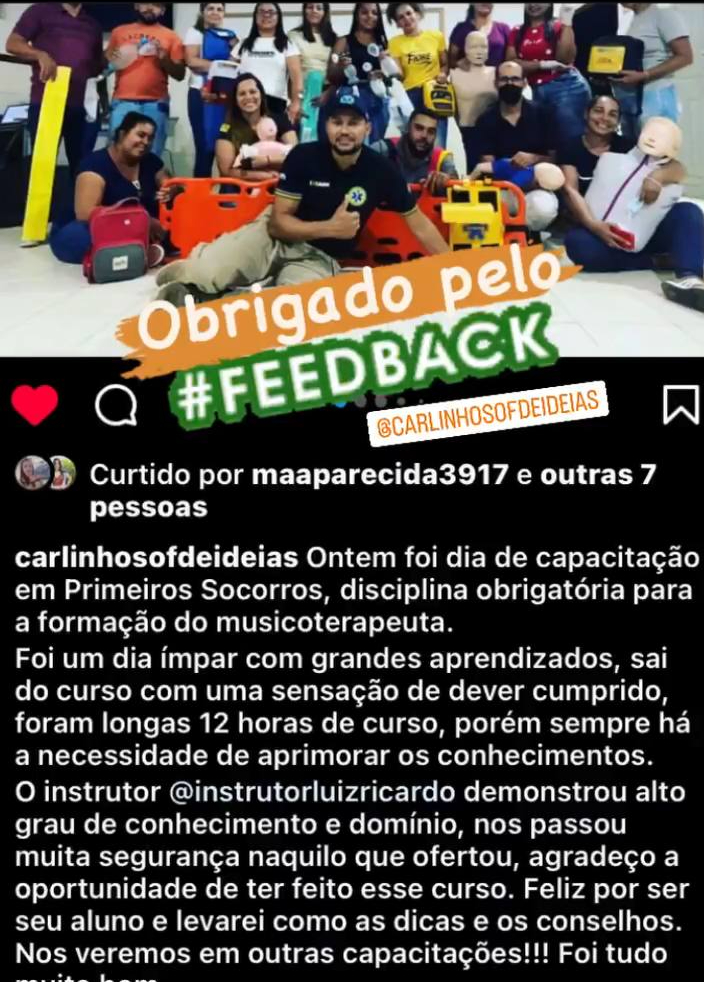 Obrigado pelo
#FEEDBACK
@CARLINHOSOFDEIDEIAS
Curtido por maaparecida3917 e outras 7
pessoas
carlinhosofdeideias Ontem foi dia de capacitação
em Primeiros Socorros, disciplina obrigatória para
a formação do musicoterapeuta.
Foi um dia ímpar com grandes aprendizados, sai
do curso com uma sensação de dever cumprido,
foram longas 12 horas de curso, porém sempre há
a necessidade de aprimorar os conhecimentos.
O instrutor @instrutorluizricardo demonstrou alto
grau de conhecimento e domínio, nos passou
muita segurança naquilo que ofertou, agradeço a
oportunidade de ter feito esse curso. Feliz por ser
seu aluno e levarei como as dicas e os conselhos.
Nos veremos em outras capacitações!!! Foi tudo
muito bom